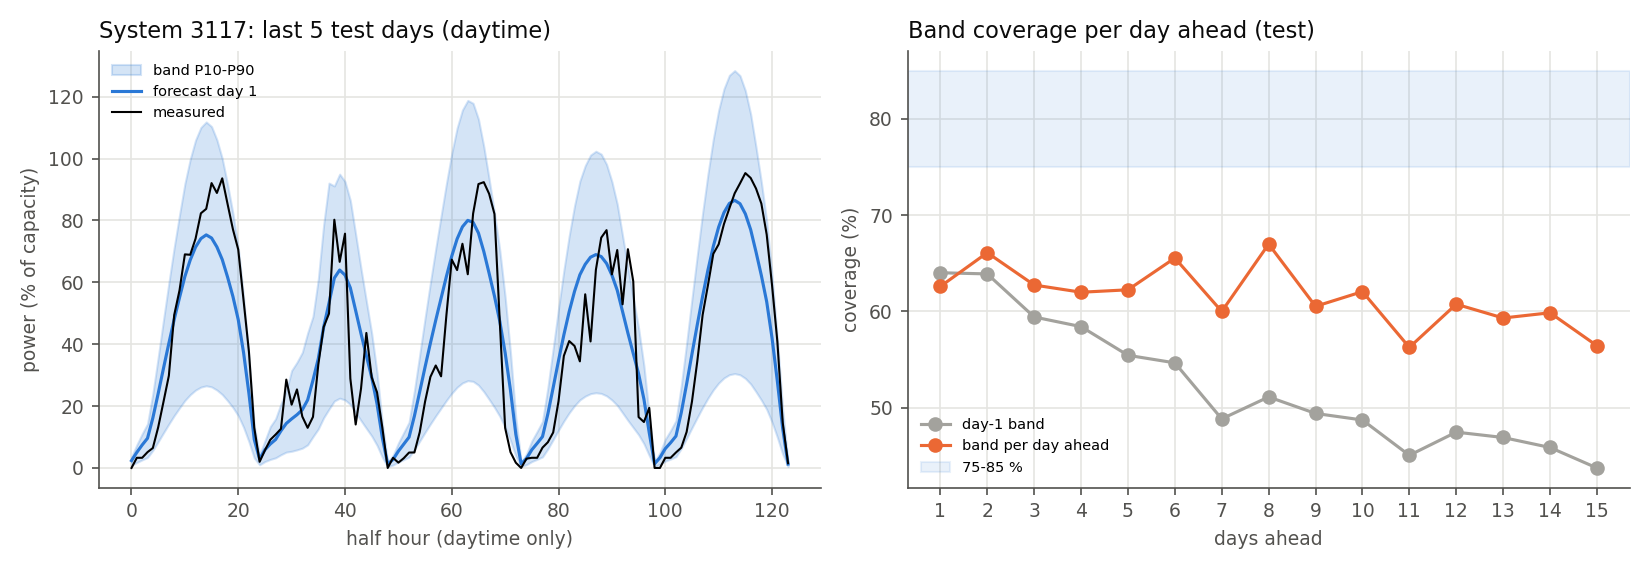 System 3117: last 5 test days (daytime)
band P10-P90
forecast day 1
measured
power (% of capacity)
120
100
80
60
40
20
0
0 20 40 60 80 100 120
half hour (daytime only)
Band coverage per day ahead (test)
coverage (%)
80
70
60
50
day-1 band
band per day ahead
75-85 %
1 2 3 4 5 6 7 8 9 10 11 12 13 14 15
days ahead